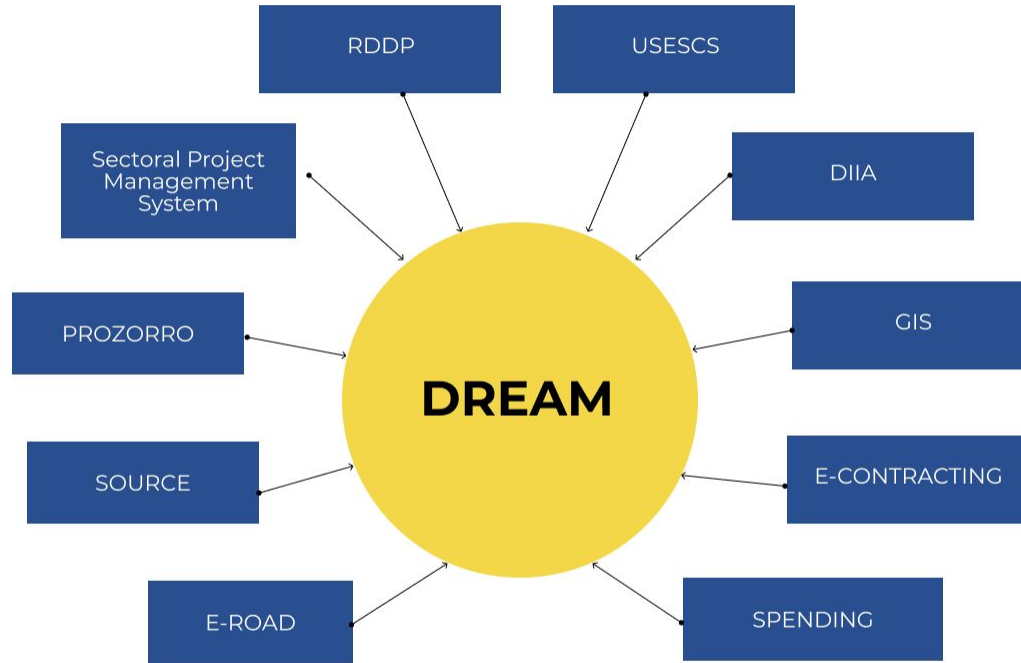 RDDP
USESCS
Sectoral Project
Management
System
DIIA
PROZORRO
GIS
DREAM
SOURCE
E-CONTRACTING
E-ROAD
SPENDING